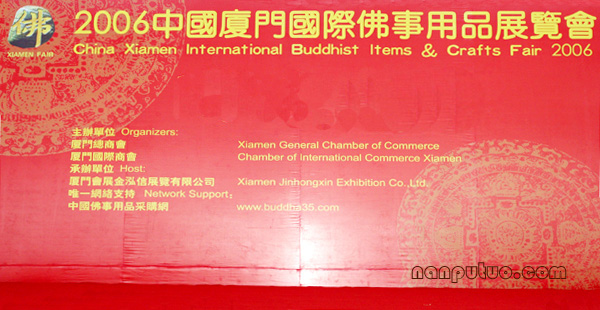 佛
XIAMEN FAIR
2006中國廈門國際佛事用品展覽會
China Xiamen International Buddhist Items & Crafts Fair 2006
主辦單位 Organizers:
廈門總商會 Xiamen General Chamber of Commerce
廈門國際商會 Chamber of International Commerce Xiamen
承辦單位 Host:
廈門會展金泓信展覽有限公司 Xiamen Jinhongxin Exhibition Co.,Ltd.
唯一網絡支持 Network Support:
中國佛事用品采購網 www.buddha35.com
nanputuo.com